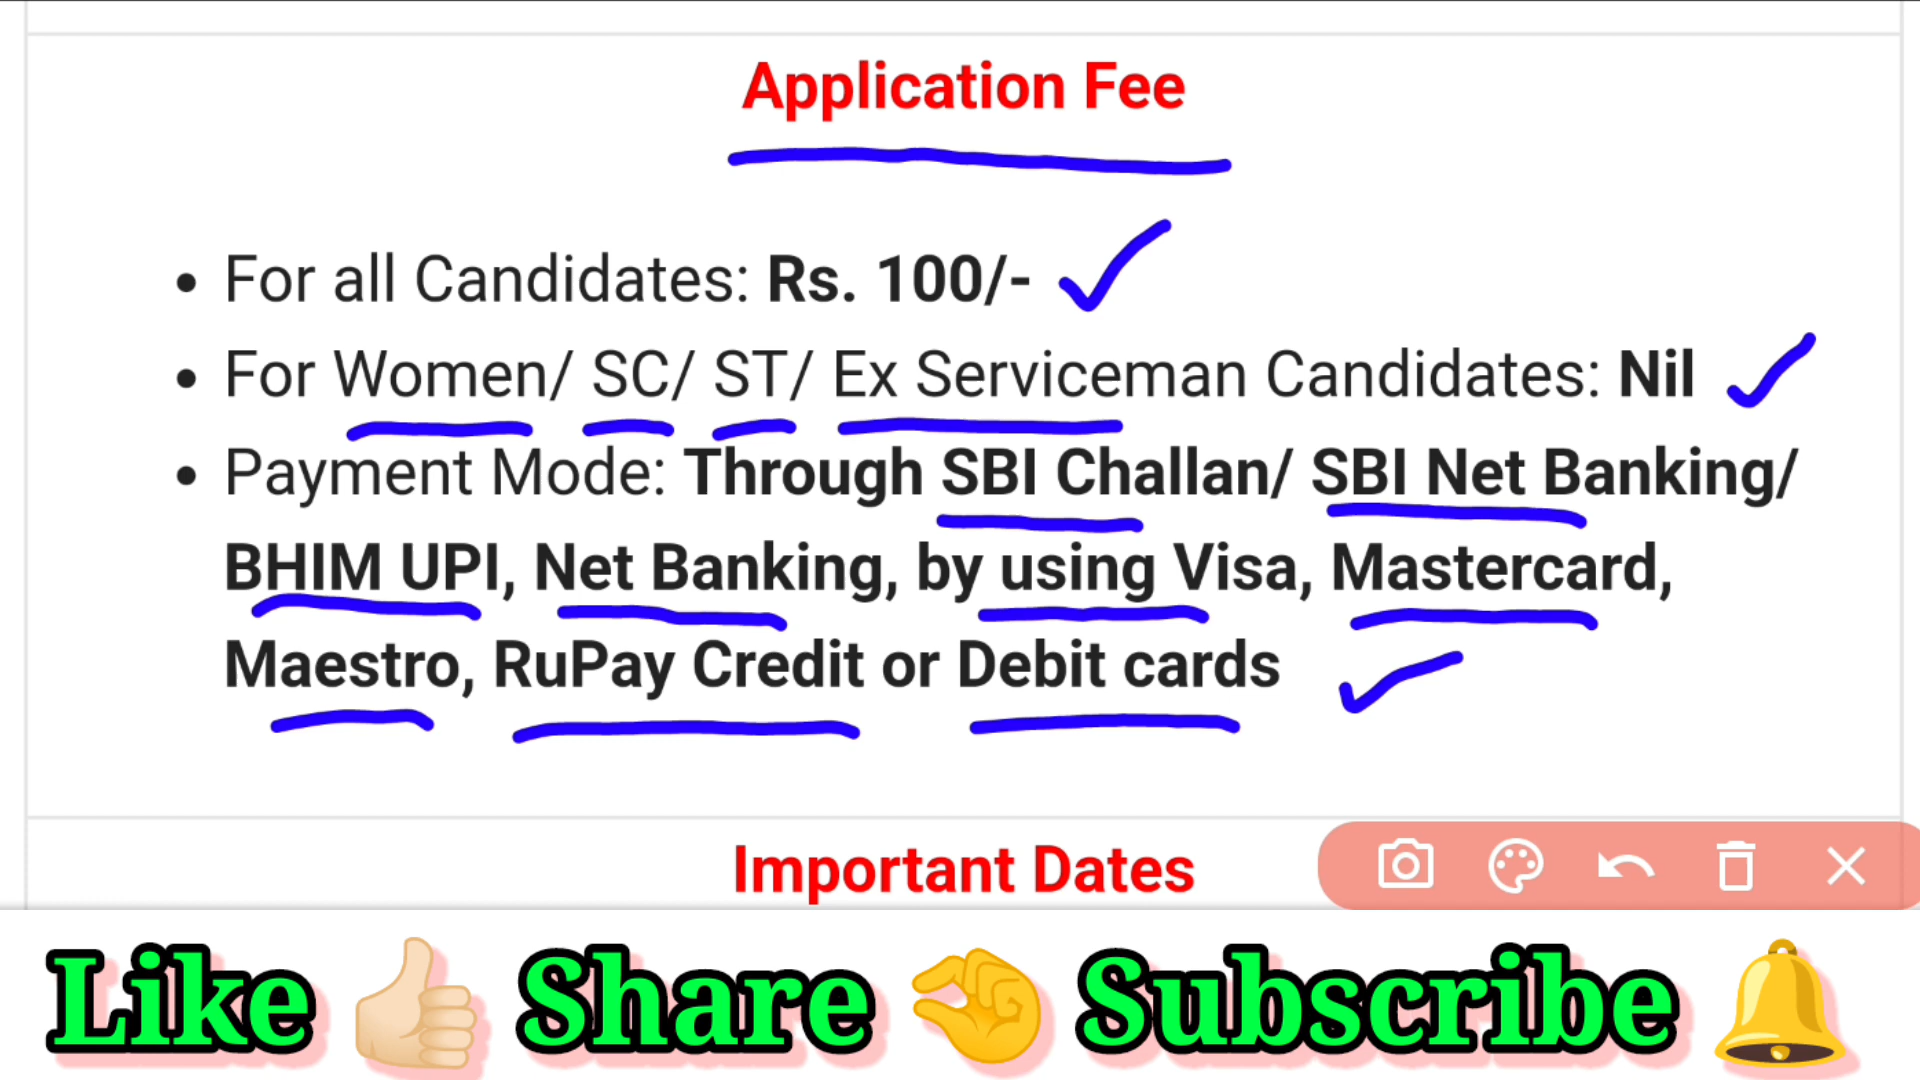 Application Fee
• For all Candidates: Rs. 100/-
• For Women/ SC/ ST/ Ex Serviceman Candidates: Nil
• Payment Mode: Through SBI Challan/ SBI Net Banking/
BHIM UPI, Net Banking, by using Visa, Mastercard,
Maestro, RuPay Credit or Debit cards
Important Dates
Like Share Subscribe